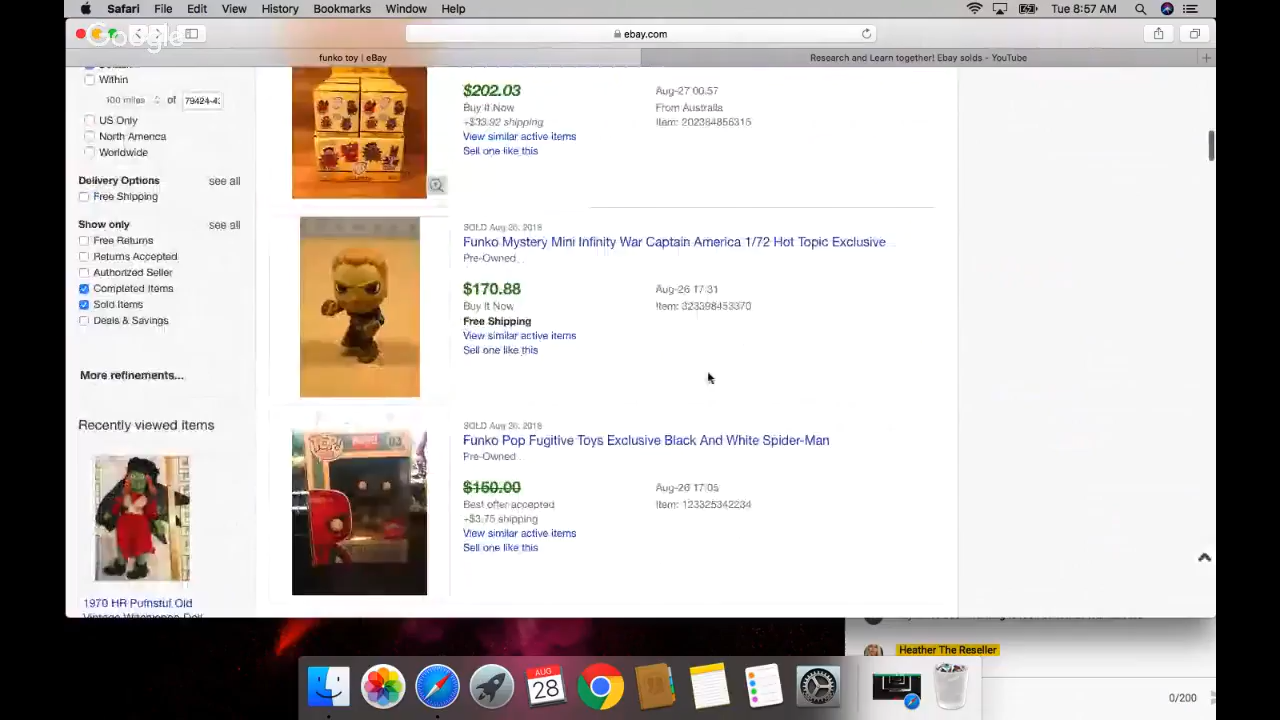 Safari File Edit View History Bookmarks Window Help Tue 8:57 AM
Google
ebay.com
funko toy | eBay
Research and Learn together! Ebay solds - YouTube
Within
100 miles of
US Only
North America
Worldwide
Delivery Options see all
Free Shipping
Show only see all
Free Returns
Returns Accepted
Authorized Seller
Completed Items
Sold Items
Deals & Savings
More refinements...
Recently viewed items
1970 HR Pufnstuf Old
$202.03
Buy It Now
+$33.92 shipping
View similar active items
Sell one like this
Aug-27 00:57
From Australia
Item: 202384856315
SOLD Aug 26, 2018
Funko Mystery Mini Infinity War Captain America 1/72 Hot Topic Exclusive
Pre-Owned
$170.88
Buy It Now
Free Shipping
View similar active items
Sell one like this
Aug-26 17:31
Item: 323398453370
SOLD Aug 26, 2018
Funko Pop Fugitive Toys Exclusive Black And White Spider-Man
Pre-Owned
$150.00
Best offer accepted
+$3.75 shipping
View similar active items
Sell one like this
Aug-26 17:05
Item: 123325342234
POP!
Heather The Reseller
0/200
AUG
28